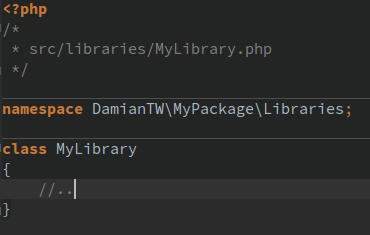 <?php
/*
 * src/libraries/MyLibrary.php
 */
namespace DamianTW\MyPackage\Libraries;
class MyLibrary
{
    //..
}